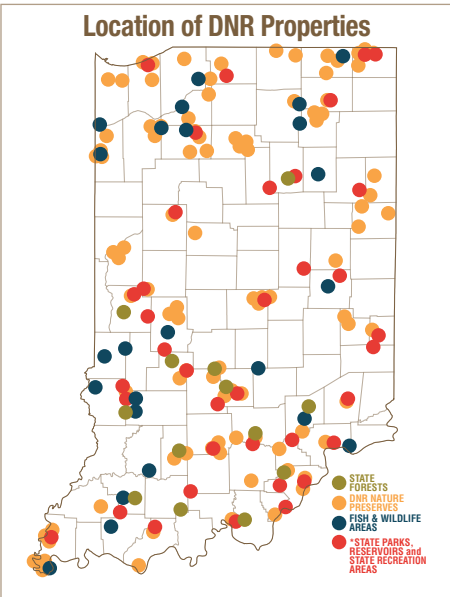 Location of DNR Properties
STATE
FORESTS
DNR NATURE
PRESERVES
FISH & WILDLIFE
AREAS
*STATE PARKS,
RESERVOIRS and
STATE RECREATION
AREAS